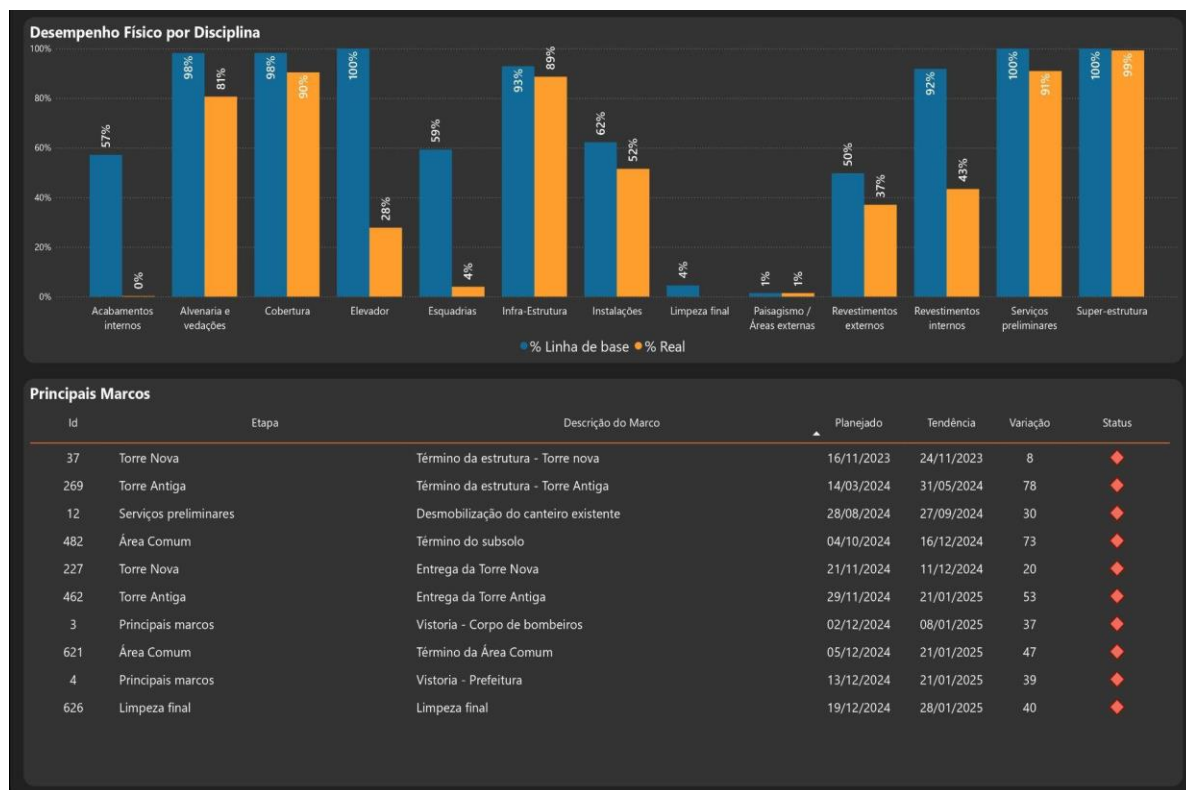 Desempenho Físico por Disciplina
100%
80%
60%
40%
20%
0%
57% 0% 98% 81% 98% 90% 100% 28% 59% 4% 93% 89% 62% 52% 4% 1% 1% 50% 37% 92% 43% 100% 91% 100% 99%
Acabamentos internos
Alvenaria e vedações
Cobertura
Elevador
Esquadrias
Infra-Estrutura
Instalações
Limpeza final
Paisagismo / Áreas externas
Revestimentos externos
Revestimentos internos
Serviços preliminares
Super-estrutura
% Linha de base % Real
Principais Marcos
Id Etapa Descrição do Marco Planejado Tendência Variação Status
37 Torre Nova Término da estrutura - Torre nova 16/11/2023 24/11/2023 8
269 Torre Antiga Término da estrutura - Torre Antiga 14/03/2024 31/05/2024 78
12 Serviços preliminares Desmobilização do canteiro existente 28/08/2024 27/09/2024 30
482 Área Comum Término do subsolo 04/10/2024 16/12/2024 73
227 Torre Nova Entrega da Torre Nova 21/11/2024 11/12/2024 20
462 Torre Antiga Entrega da Torre Antiga 29/11/2024 21/01/2025 53
3 Principais marcos Vistoria - Corpo de bombeiros 02/12/2024 08/01/2025 37
621 Área Comum Término da Área Comum 05/12/2024 21/01/2025 47
4 Principais marcos Vistoria - Prefeitura 13/12/2024 21/01/2025 39
626 Limpeza final Limpeza final 19/12/2024 28/01/2025 40